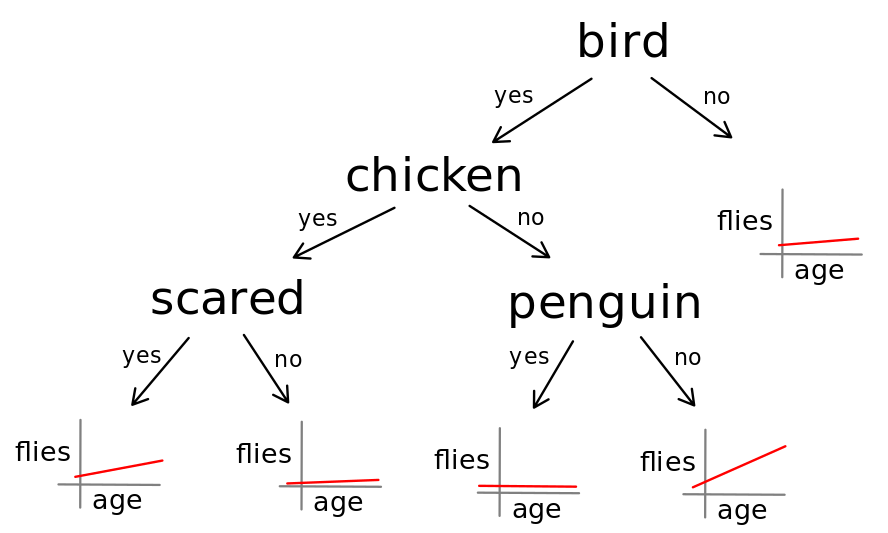 bird
yes no
chicken
yes no
flies
age
scared penguin
yes no yes no
flies flies flies flies
age age age age